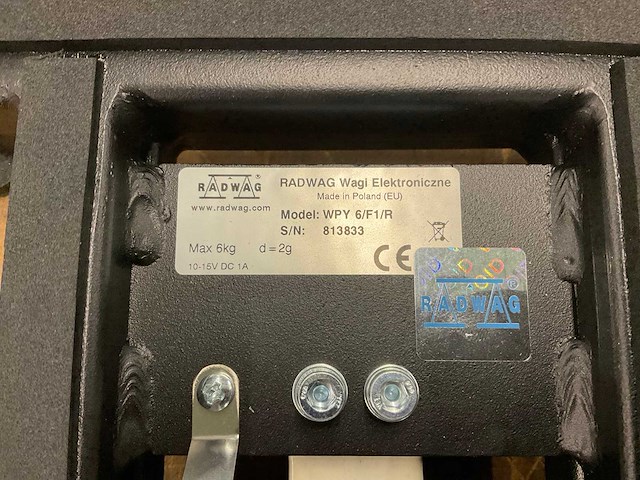 RADWAG®
www.radwag.com
RADWAG Wagi Elektroniczne
Made in Poland (EU)
Model: WPY 6/F1/R
S/N: 813833
Max 6kg d=2g
10-15V DC 1A
CE
RADWAG®